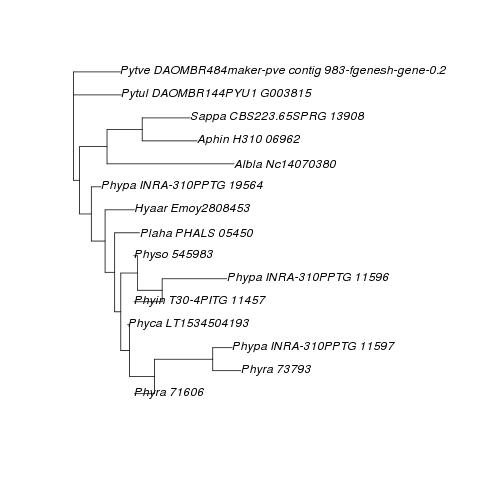 Pytve DAOMBR484maker-pve contig 983-fgenesh-gene-0.2
Pytul DAOMBR144PYU1 G003815
Sappa CBS223.65SPRG 13908
Aphin H310 06962
Albla Nc14070380
Phypa INRA-310PPTG 19564
Hyaar Emoy2808453
Plaha PHALS 05450
Physo 545983
Phypa INRA-310PPTG 11596
Phyin T30-4PITG 11457
Phyca LT1534504193
Phypa INRA-310PPTG 11597
Phyra 73793
Phyra 71606